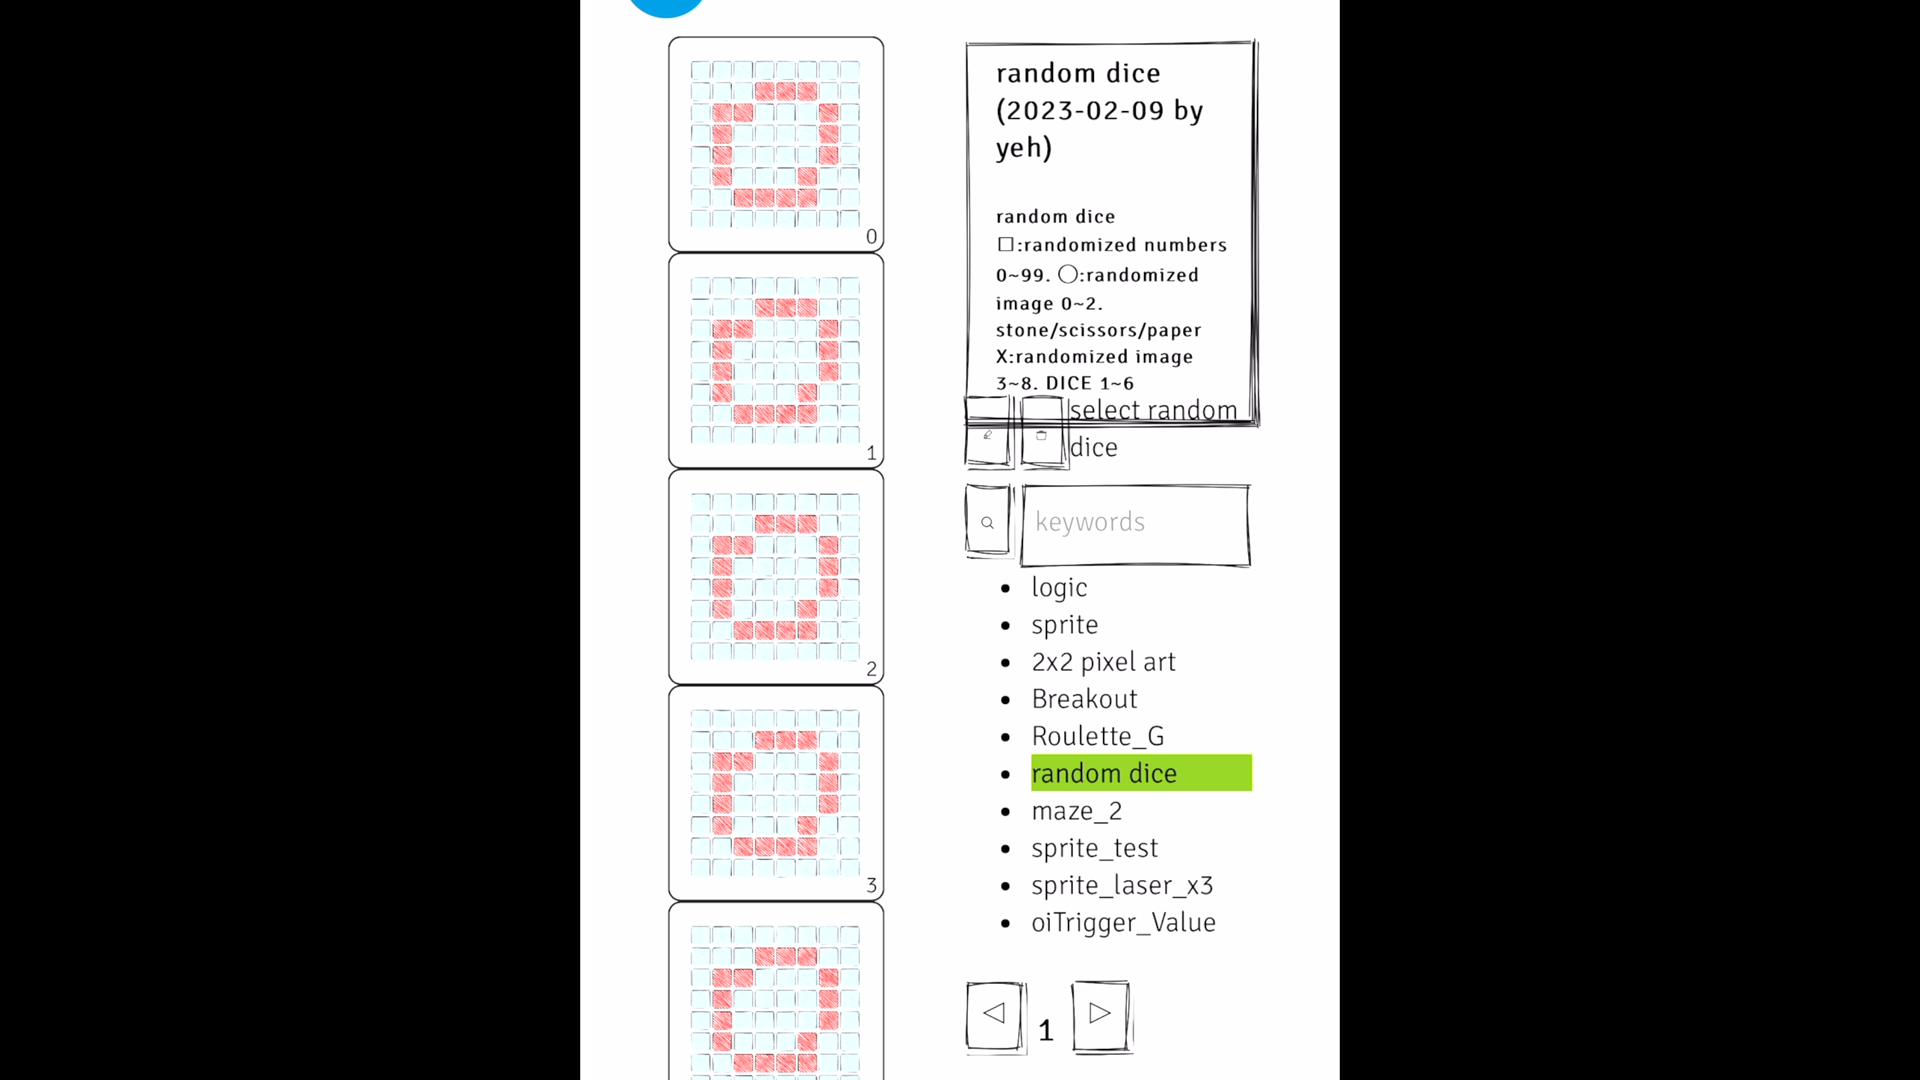 0
1
2
3
random dice
(2023-02-09 by
yeh)
random dice
□:randomized numbers
0~99. ○:randomized
image 0~2.
stone/scissors/paper
X:randomized image
3~8. DICE 1~6
select random
dice
keywords
logic
sprite
2x2 pixel art
Breakout
Roulette_G
random dice
maze_2
sprite_test
sprite_laser_x3
oiTrigger_Value
1